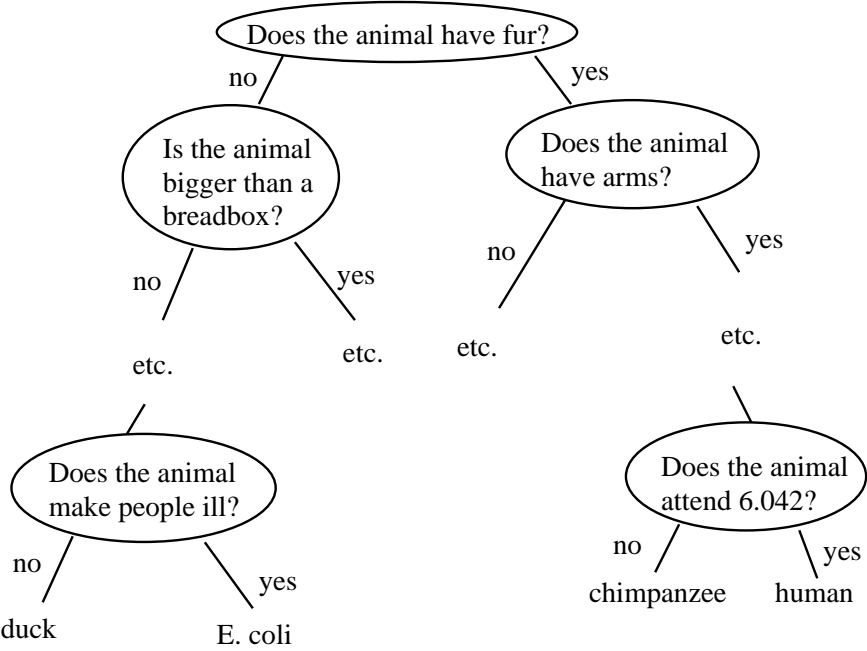 Does the animal have fur?
no
yes
Is the animal
bigger than a
breadbox?
Does the animal
have arms?
no
yes
no
yes
etc.
etc.
etc.
etc.
Does the animal
make people ill?
Does the animal
attend 6.042?
no
yes
no
yes
duck
E. coli
chimpanzee
human